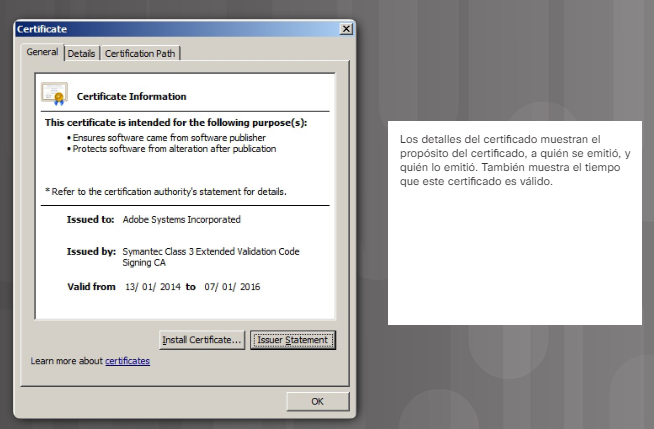 Certificate
General Details Certification Path
Certificate Information
This certificate is intended for the following purpose(s):
• Ensures software came from software publisher
• Protects software from alteration after publication
* Refer to the certification authority's statement for details.
Issued to: Adobe Systems Incorporated
Issued by: Symantec Class 3 Extended Validation Code
Signing CA
Valid from 13/ 01/ 2014 to 07/ 01/ 2016
Install Certificate... Issuer Statement
Learn more about certificates
OK
Los detalles del certificado muestran el
propósito del certificado, a quién se emitió, y
quién lo emitió. También muestra el tiempo
que este certificado es válido.